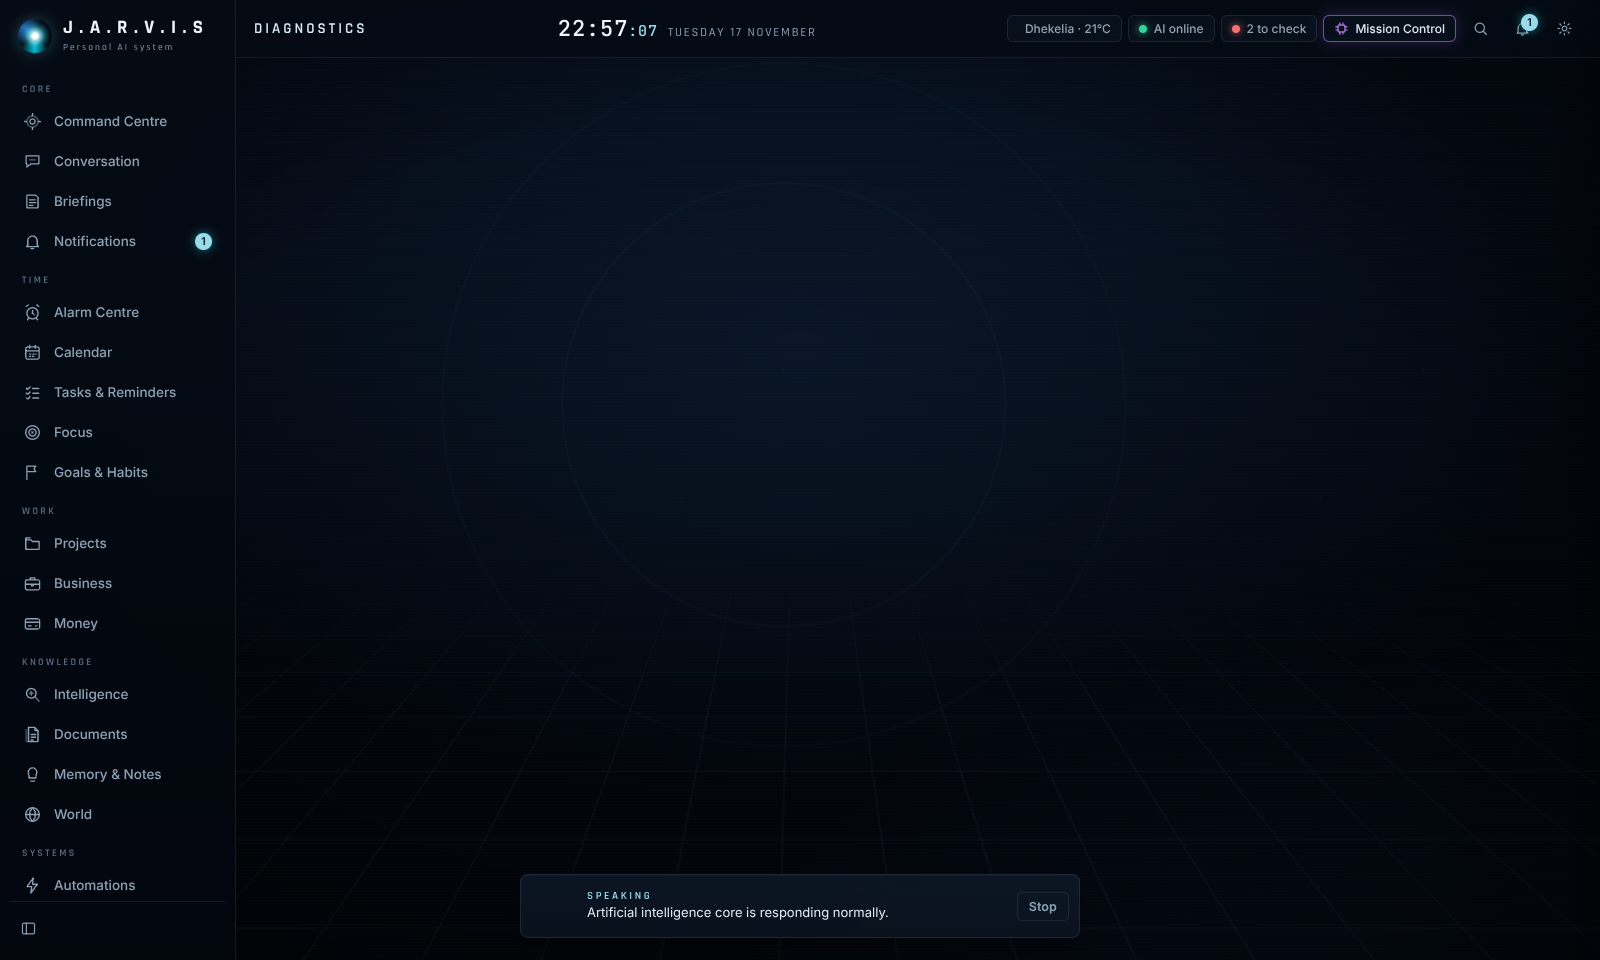 J.A.R.V.I.S
Personal AI system
DIAGNOSTICS
22:57:07 TUESDAY 17 NOVEMBER
Dhekelia · 21°C
AI online
2 to check
Mission Control
1
CORE
Command Centre
Conversation
Briefings
Notifications 1
TIME
Alarm Centre
Calendar
Tasks & Reminders
Focus
Goals & Habits
WORK
Projects
Business
Money
KNOWLEDGE
Intelligence
Documents
Memory & Notes
World
SYSTEMS
Automations
SPEAKING
Artificial intelligence core is responding normally.
Stop